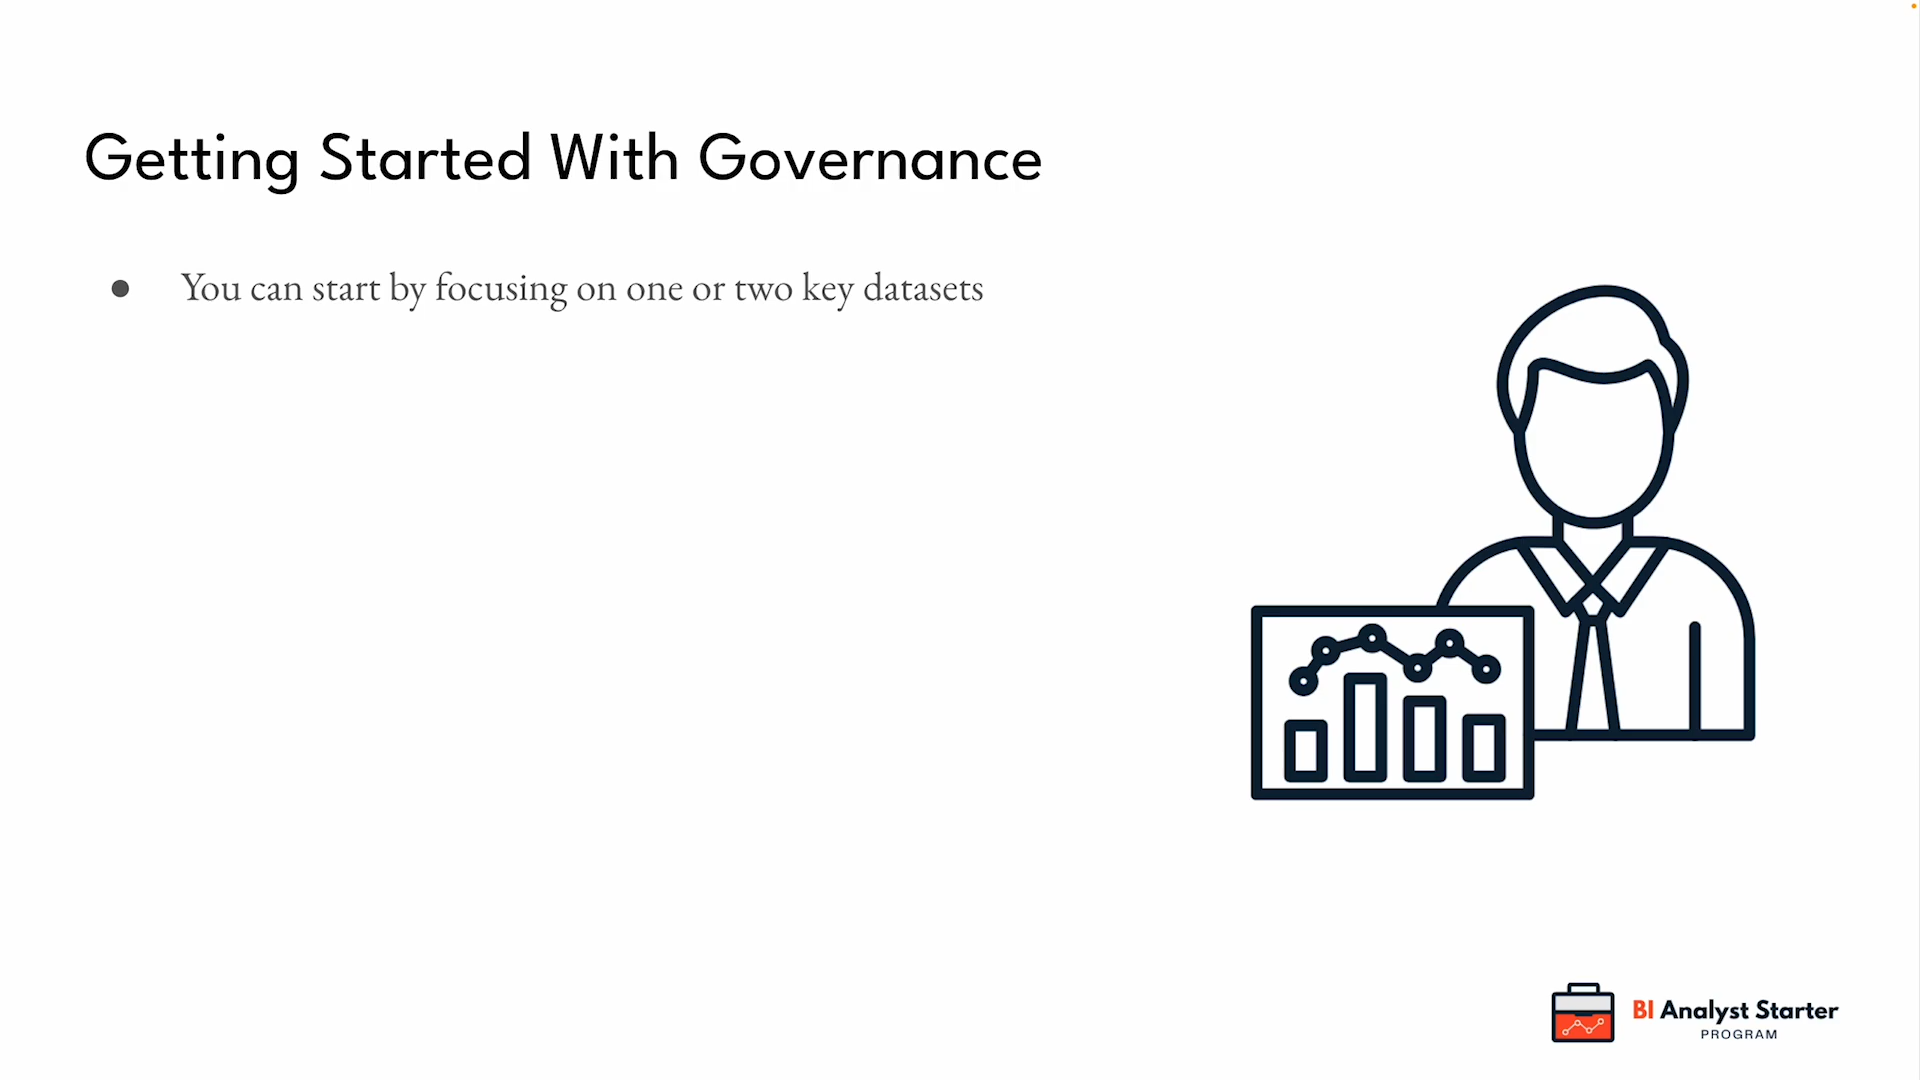 Getting Started With Governance
● You can start by focusing on one or two key datasets
BI Analyst Starter
PROGRAM